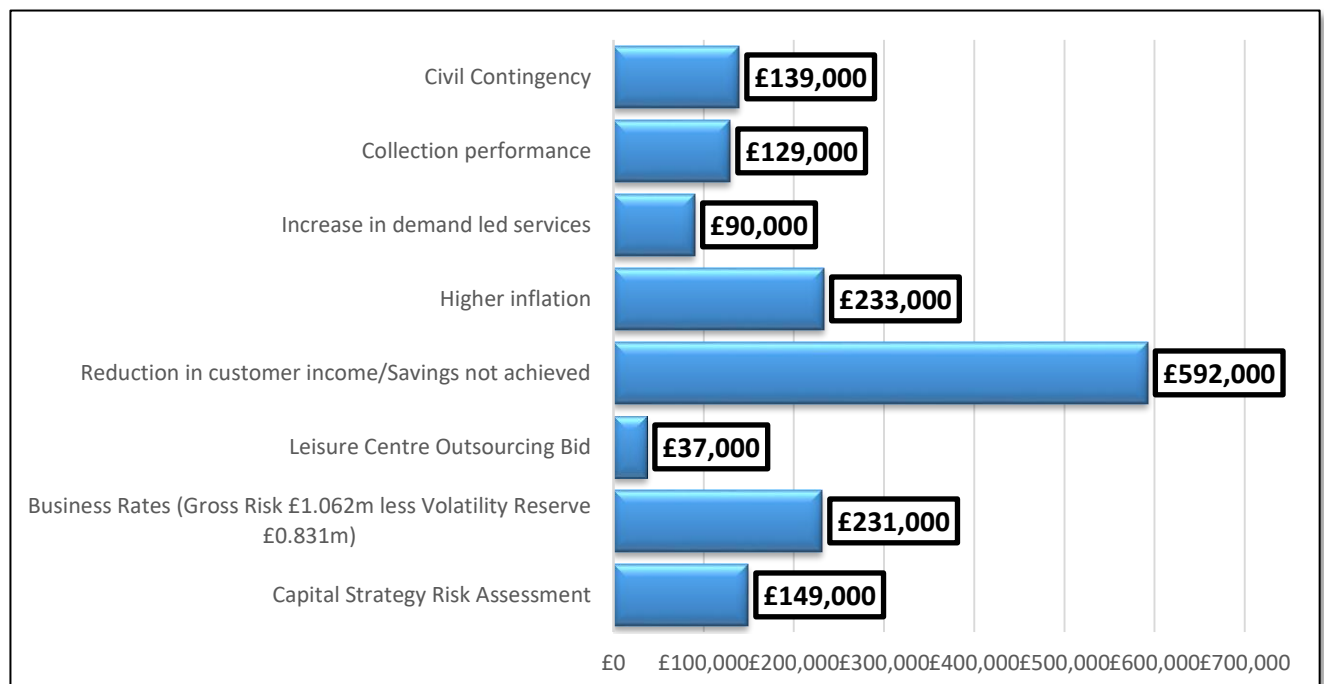 Civil Contingency
£139,000
Collection performance
£129,000
Increase in demand led services
£90,000
Higher inflation
£233,000
Reduction in customer income/Savings not achieved
£592,000
Leisure Centre Outsourcing Bid
£37,000
Business Rates (Gross Risk £1.062m less Volatility Reserve
£0.831m)
£231,000
Capital Strategy Risk Assessment
£149,000
£0 £100,000£200,000£300,000£400,000£500,000£600,000£700,000